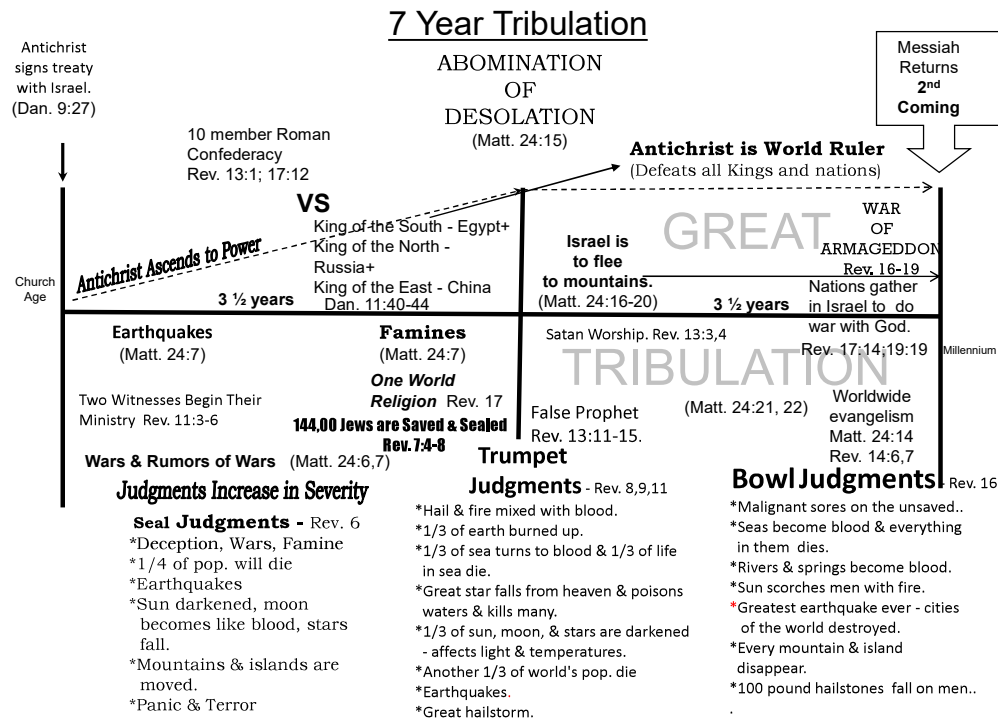 7 Year Tribulation
Antichrist
signs treaty
with Israel.
(Dan. 9:27)
ABOMINATION
OF
DESOLATION
(Matt. 24:15)
Messiah
Returns
2nd
Coming
10 member Roman
Confederacy
Rev. 13:1; 17:12
VS
King of the South - Egypt+
King of the North -
Russia+
King of the East - China
Dan. 11:40-44
Antichrist is World Ruler
(Defeats all Kings and nations)
Antichrist Ascends to Power
Church
Age
3 ½ years
Israel is
to flee
to mountains.
(Matt. 24:16-20)
GREAT
WAR
OF
ARMAGEDDON
Rev. 16-19
3 ½ years
Nations gather
in Israel to do
war with God.
Rev. 17:14;19:19
Millennium
Earthquakes
(Matt. 24:7)
Famines
(Matt. 24:7)
One World
Religion Rev. 17
Two Witnesses Begin Their
Ministry Rev. 11:3-6
144,00 Jews are Saved & Sealed
Rev. 7:4-8
Wars & Rumors of Wars (Matt. 24:6,7)
Satan Worship. Rev. 13:3,4
TRIBULATION
False Prophet
Rev. 13:11-15.
(Matt. 24:21, 22)
Worldwide
evangelism
Matt. 24:14
Rev. 14:6,7
Judgments Increase in Severity
Seal Judgments - Rev. 6
*Deception, Wars, Famine
*1/4 of pop. will die
*Earthquakes
*Sun darkened, moon
becomes like blood, stars
fall.
*Mountains & islands are
moved.
*Panic & Terror
Trumpet
Judgments - Rev. 8,9,11
*Hail & fire mixed with blood.
*1/3 of earth burned up.
*1/3 of sea turns to blood & 1/3 of life
in sea die.
*Great star falls from heaven & poisons
waters & kills many.
*1/3 of sun, moon, & stars are darkened
- affects light & temperatures.
*Another 1/3 of world's pop. die
*Earthquakes.
*Great hailstorm.
Bowl Judgments - Rev. 16
*Malignant sores on the unsaved..
*Seas become blood & everything
in them dies.
*Rivers & springs become blood.
*Sun scorches men with fire.
*Greatest earthquake ever - cities
of the world destroyed.
*Every mountain & island
disappear.
*100 pound hailstones fall on men..
.